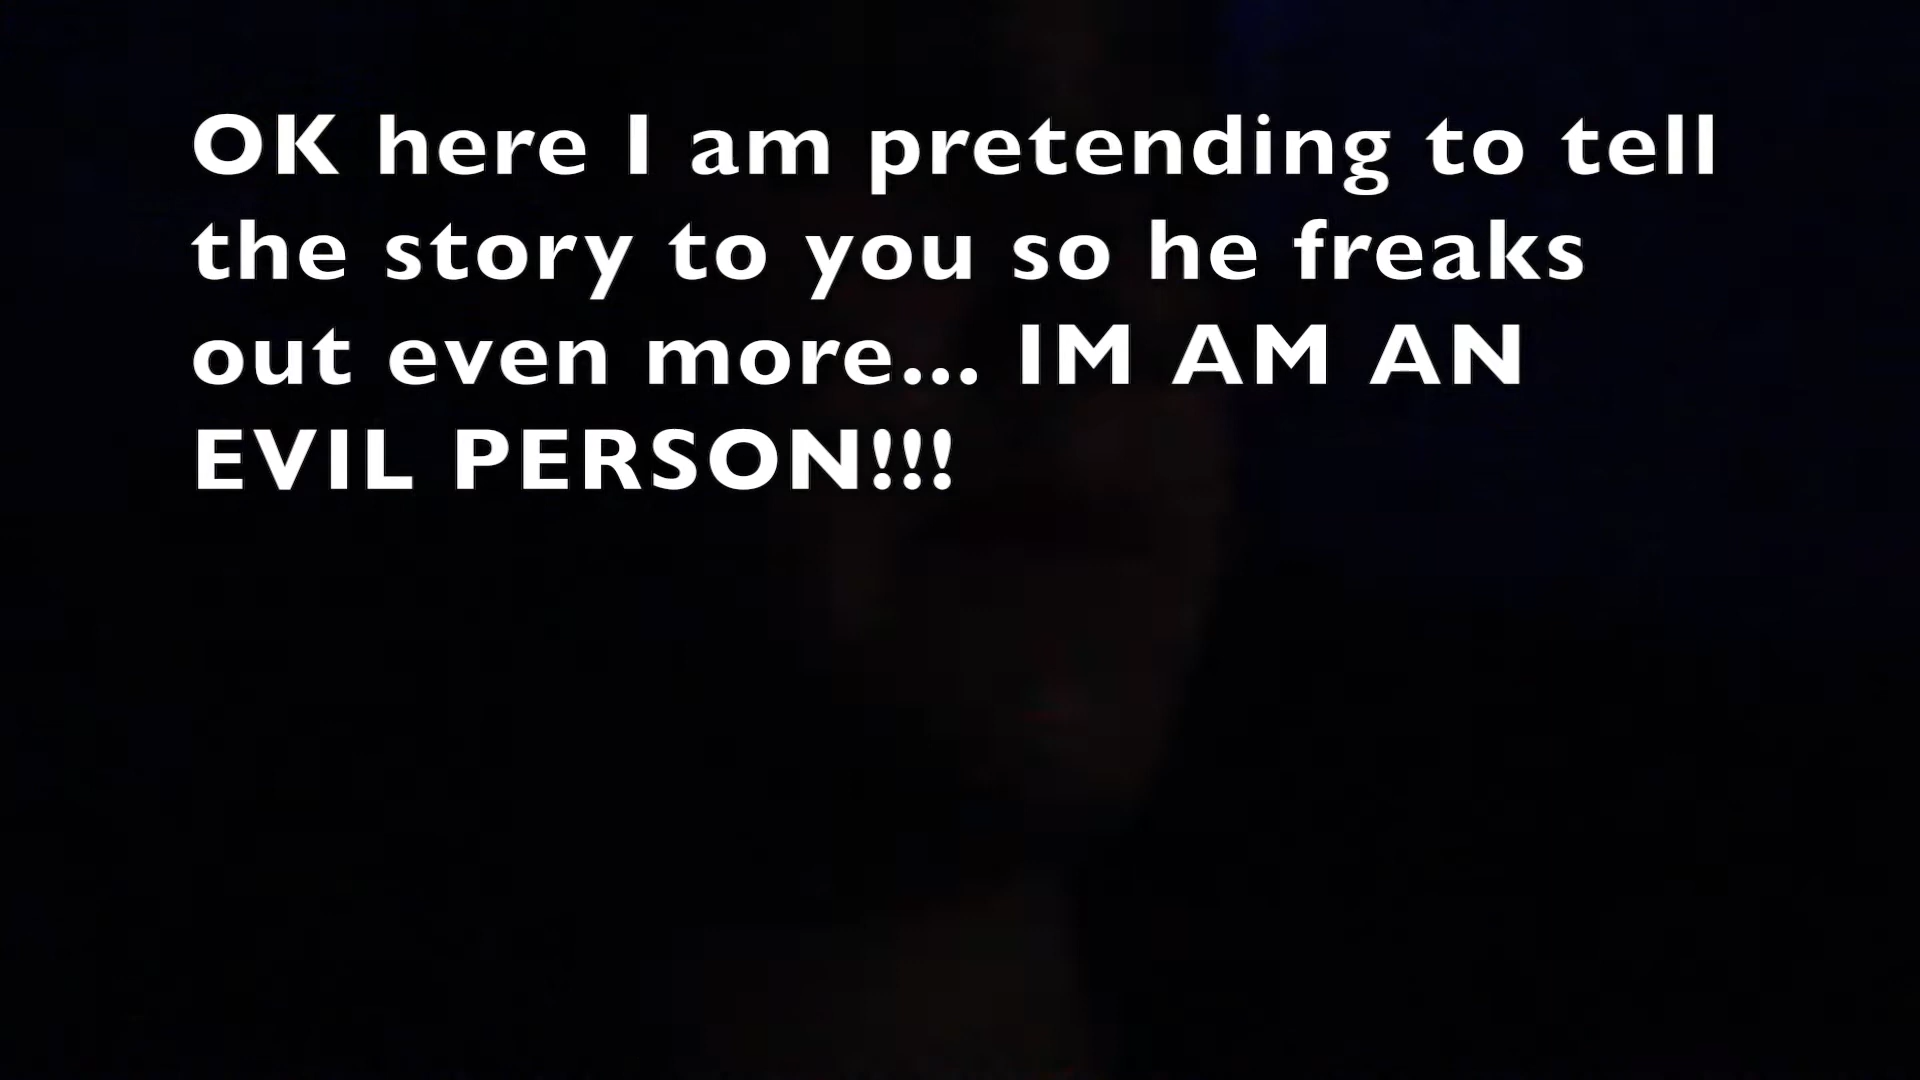 OK here I am pretending to tell
the story to you so he freaks
out even more... IM AM AN
EVIL PERSON!!!